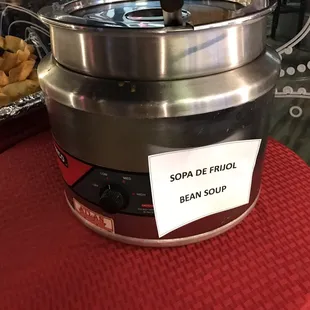 SOPA DE FRIJOL
BEAN SOUP